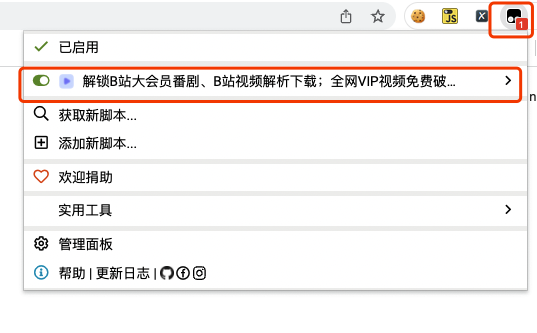 JS
X
1
已启用
解锁B站大会员番剧、B站视频解析下载；全网VIP视频免费破...
获取新脚本...
添加新脚本...
欢迎捐助
实用工具
管理面板
帮助 | 更新日志 |
n